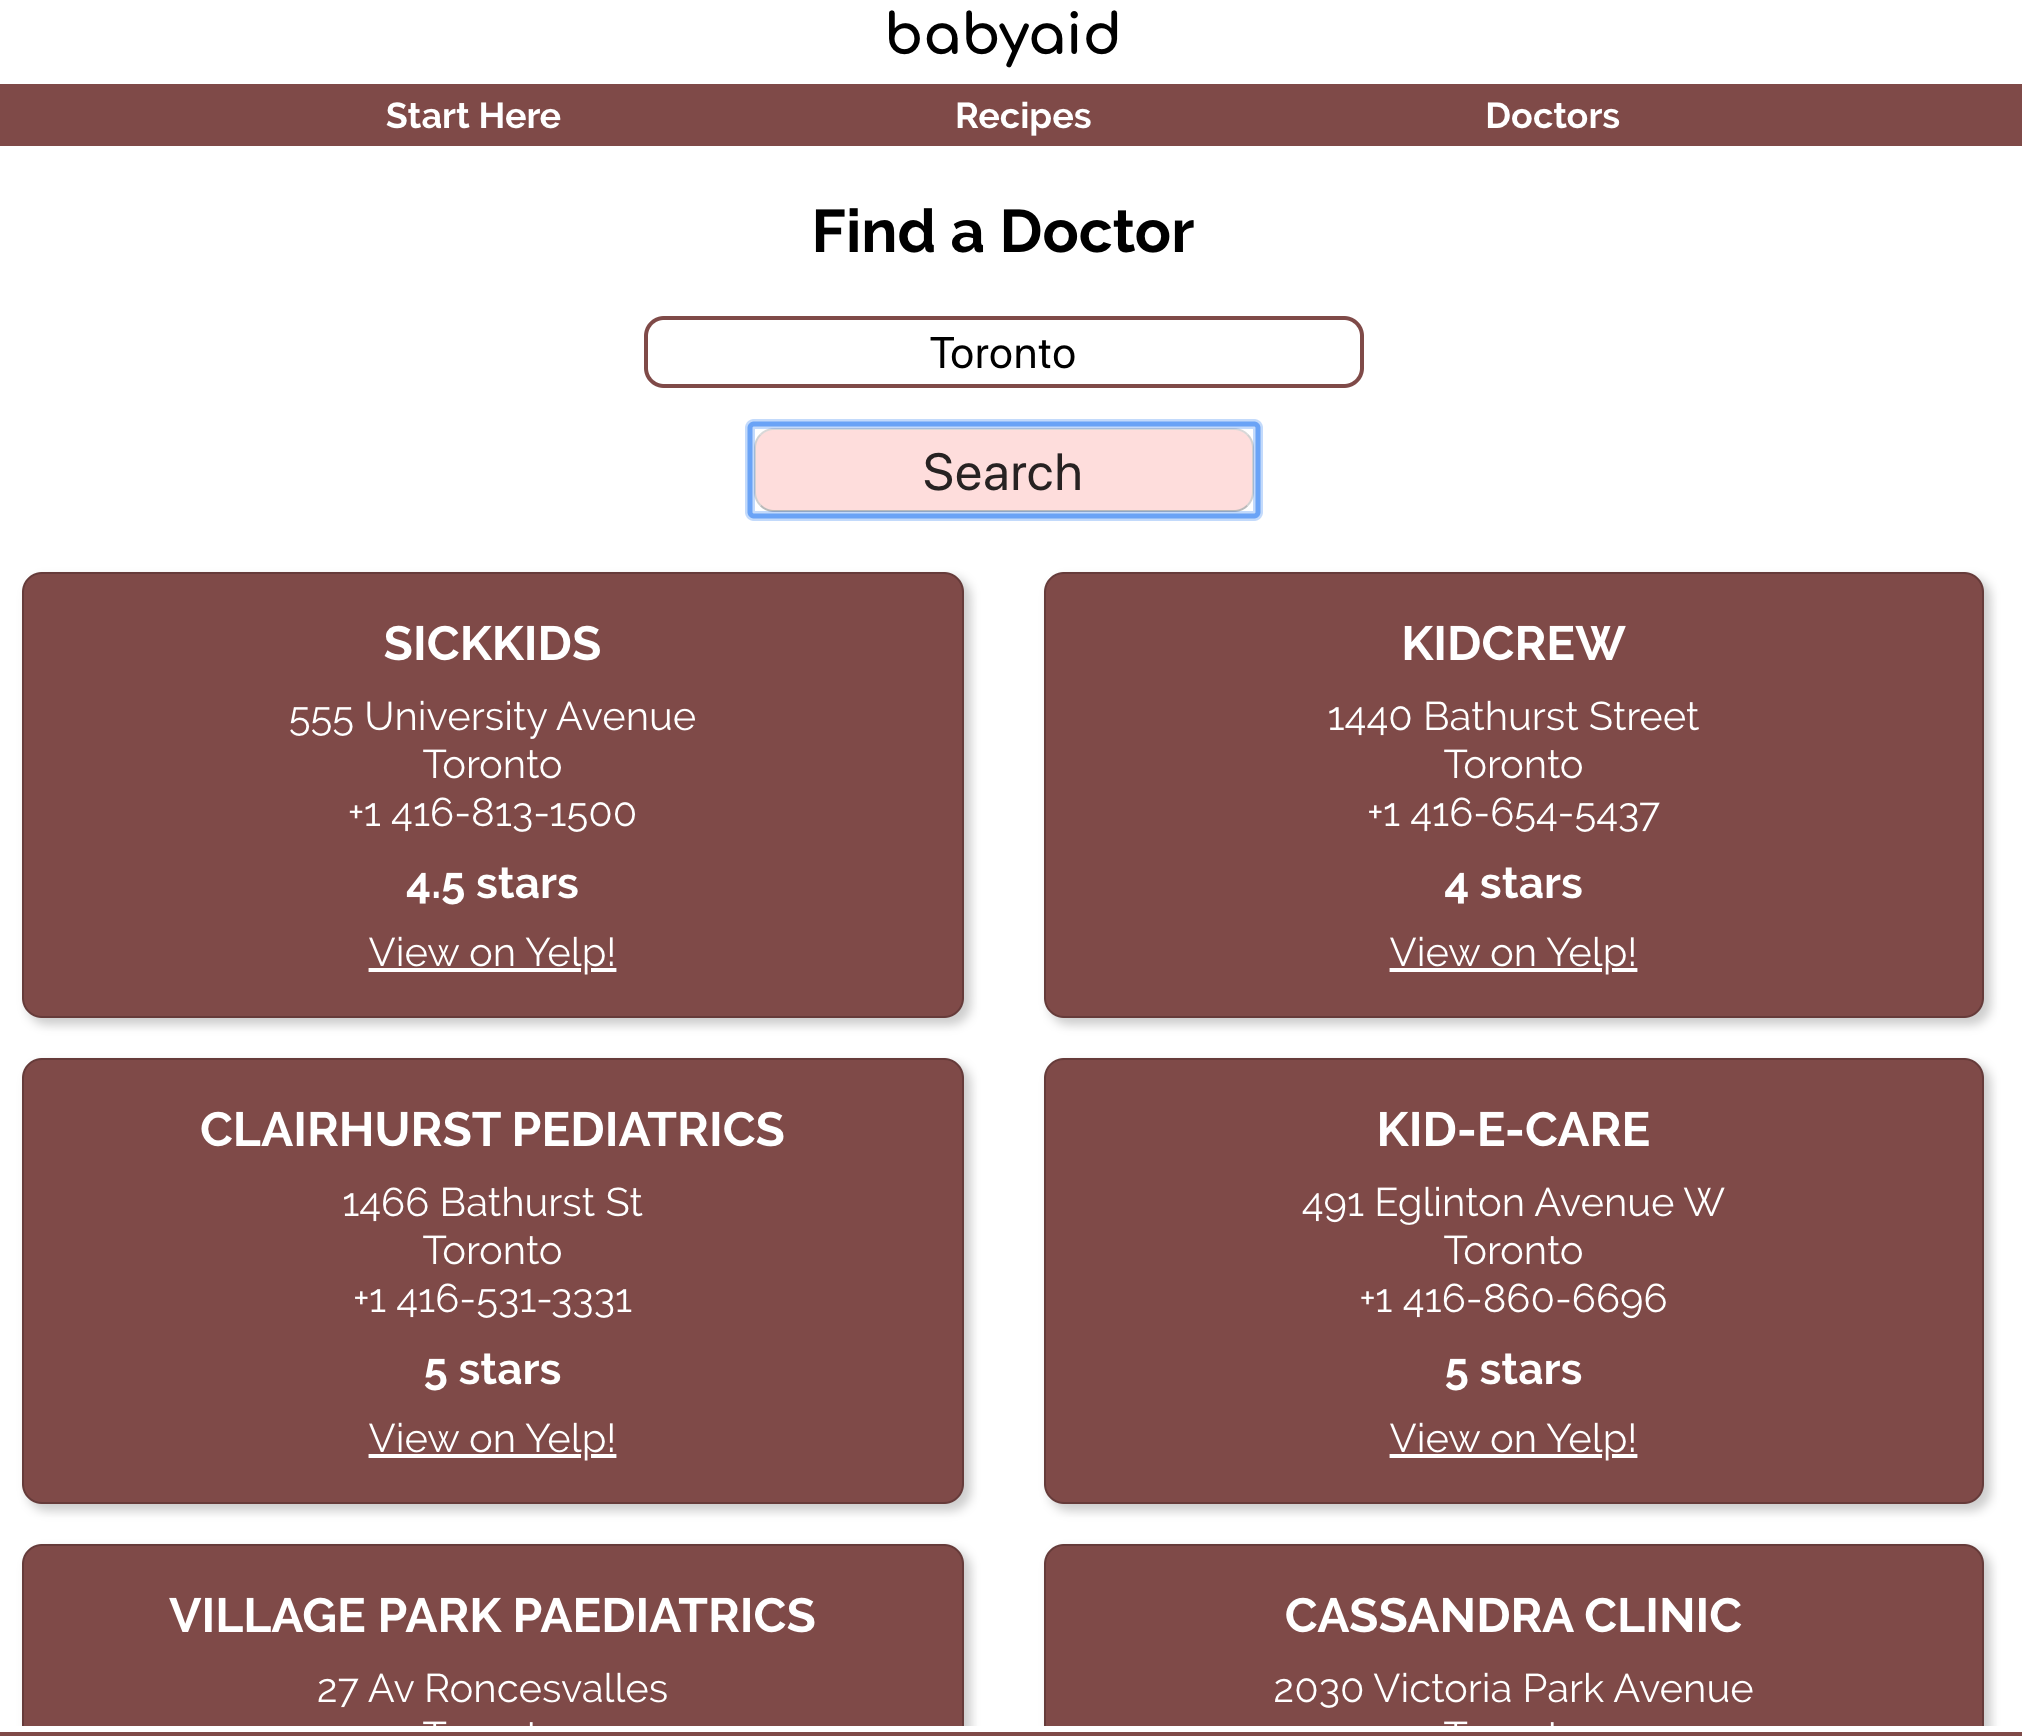 babyaid
Start Here
Recipes
Doctors
Find a Doctor
Toronto
Search
SICKKIDS
555 University Avenue
Toronto
+1 416-813-1500
4.5 stars
View on Yelp!
KIDCREW
1440 Bathurst Street
Toronto
+1 416-654-5437
4 stars
View on Yelp!
CLAIRHURST PEDIATRICS
1466 Bathurst St
Toronto
+1 416-531-3331
5 stars
View on Yelp!
KID-E-CARE
491 Eglinton Avenue W
Toronto
+1 416-860-6696
5 stars
View on Yelp!
VILLAGE PARK PAEDIATRICS
27 Av Roncesvalles
CASSANDRA CLINIC
2030 Victoria Park Avenue